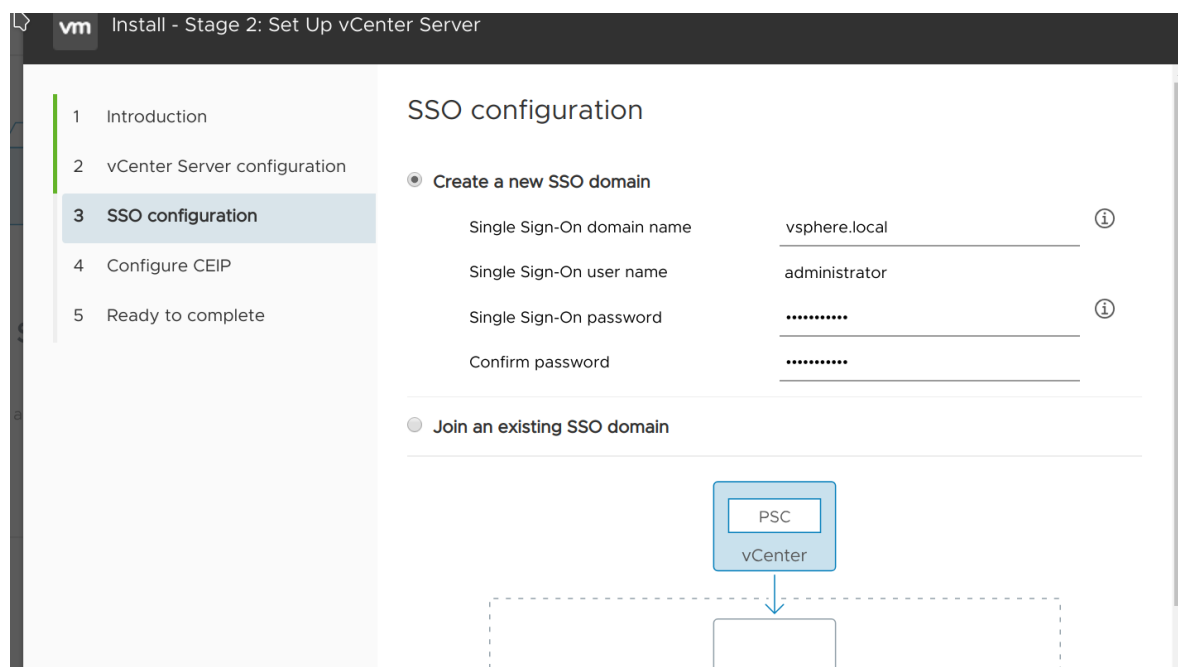 vm Install - Stage 2: Set Up vCenter Server
1 Introduction
2 vCenter Server configuration
3 SSO configuration
4 Configure CEIP
5 Ready to complete
SSO configuration
Create a new SSO domain
Single Sign-On domain name vsphere.local
Single Sign-On user name administrator
Single Sign-On password •••••••••••
Confirm password •••••••••••
Join an existing SSO domain
PSC
vCenter